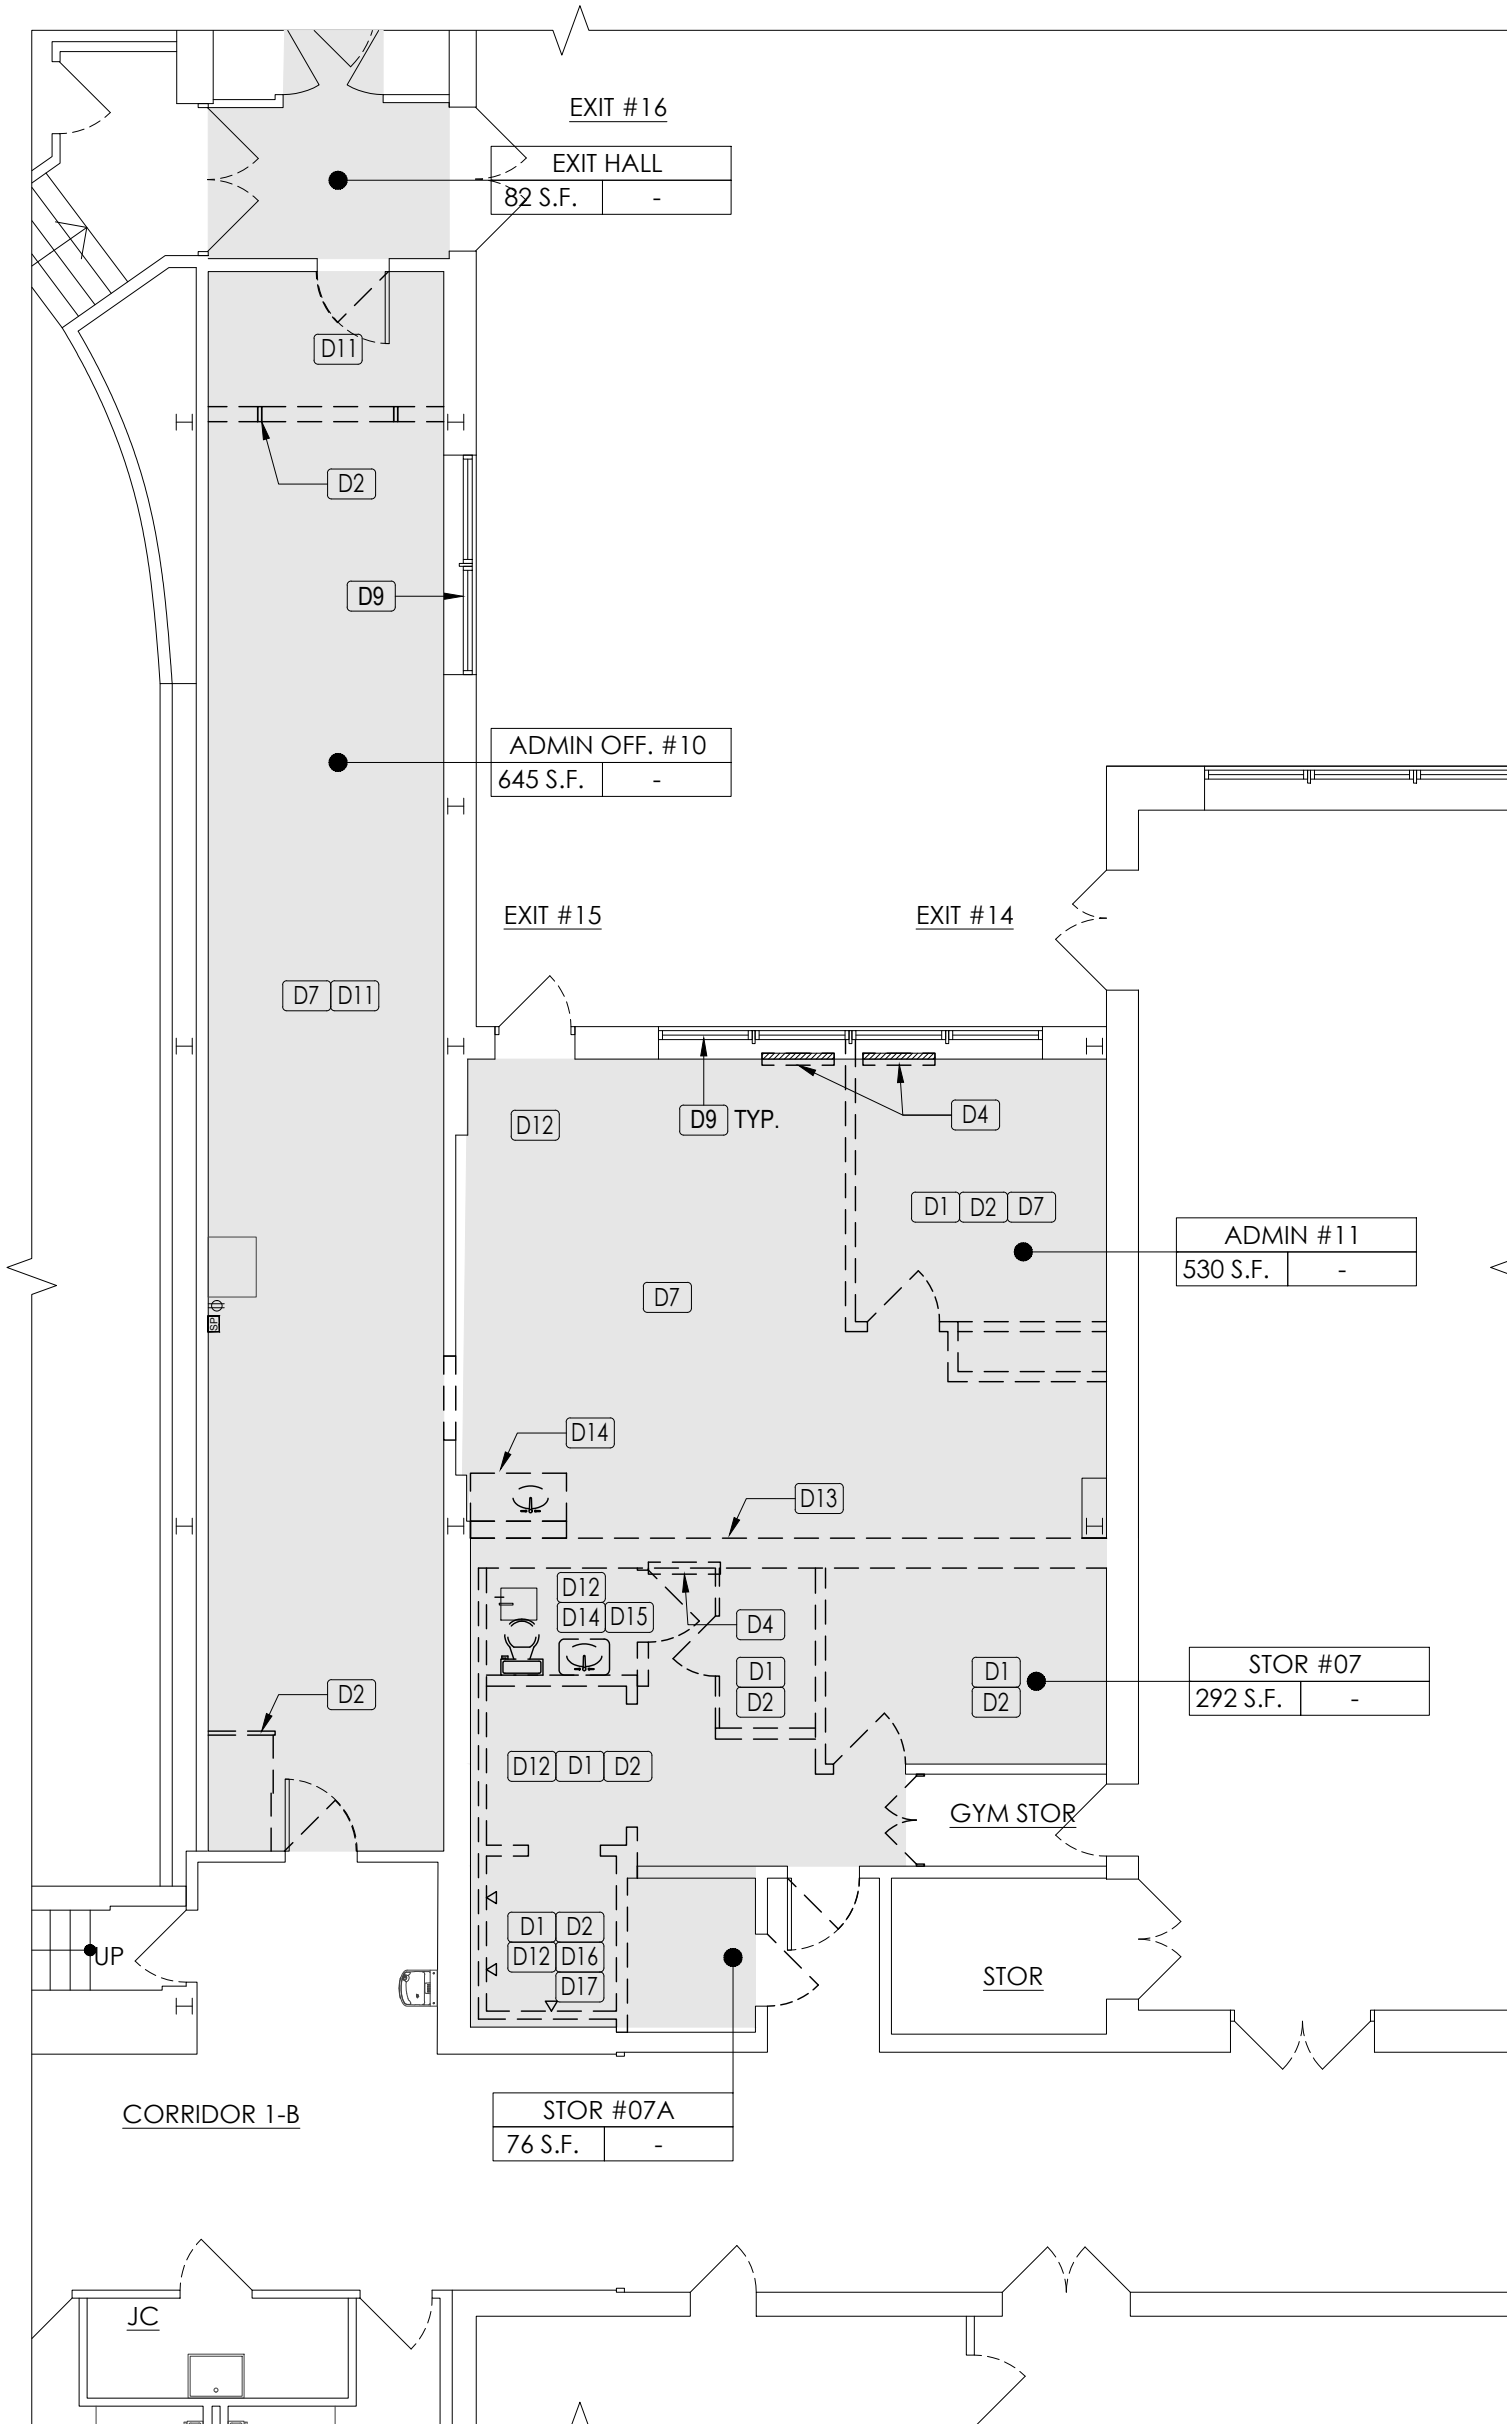 EXIT #16
EXIT HALL
82 S.F. -
D11
D2
D9
ADMIN OFF. #10
645 S.F. -
EXIT #15
EXIT #14
D7 D11
D12
D9 TYP.
D4
D1 D2 D7
ADMIN #11
530 S.F. -
D7
SP
D14
D13
D12
D14 D15
D4
D1
D2
D1
D2
STOR #07
292 S.F. -
D2
D12 D1 D2
GYM STOR
D1 D2
D12 D16
D17
UP
STOR
CORRIDOR 1-B
STOR #07A
76 S.F. -
JC